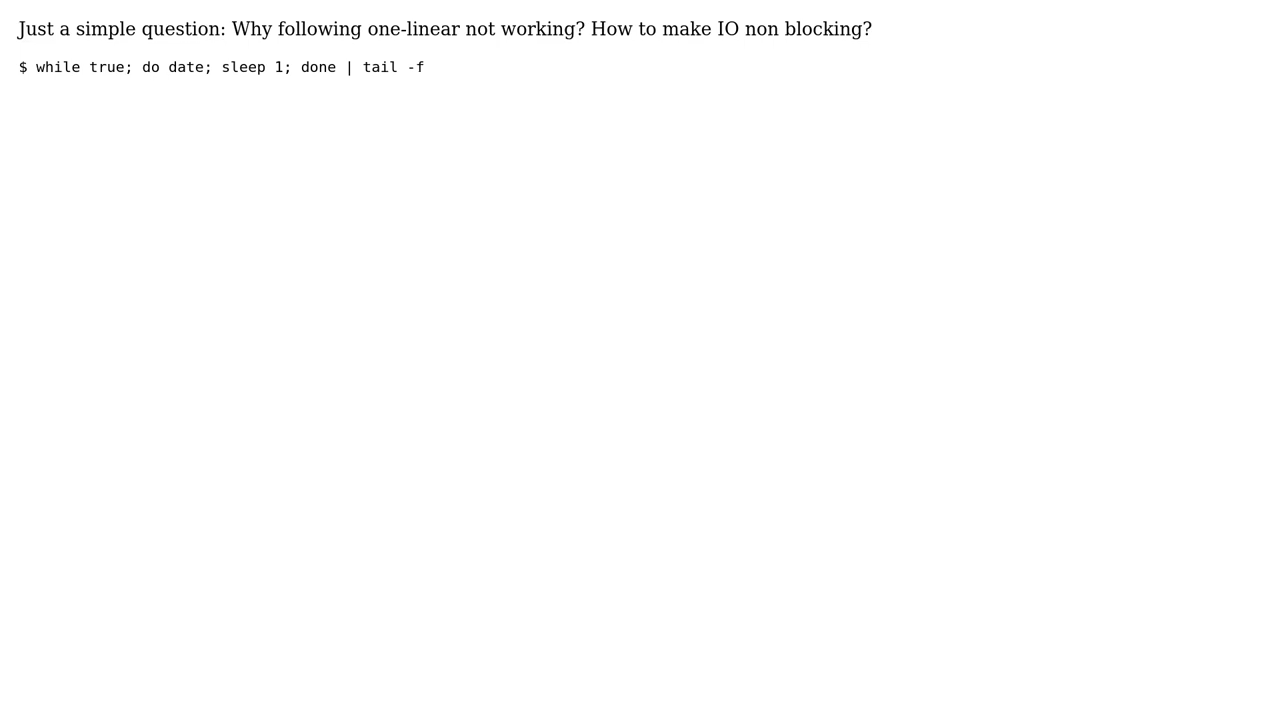 Just a simple question: Why following one-linear not working? How to make IO non blocking?
$ while true; do date; sleep 1; done | tail -f